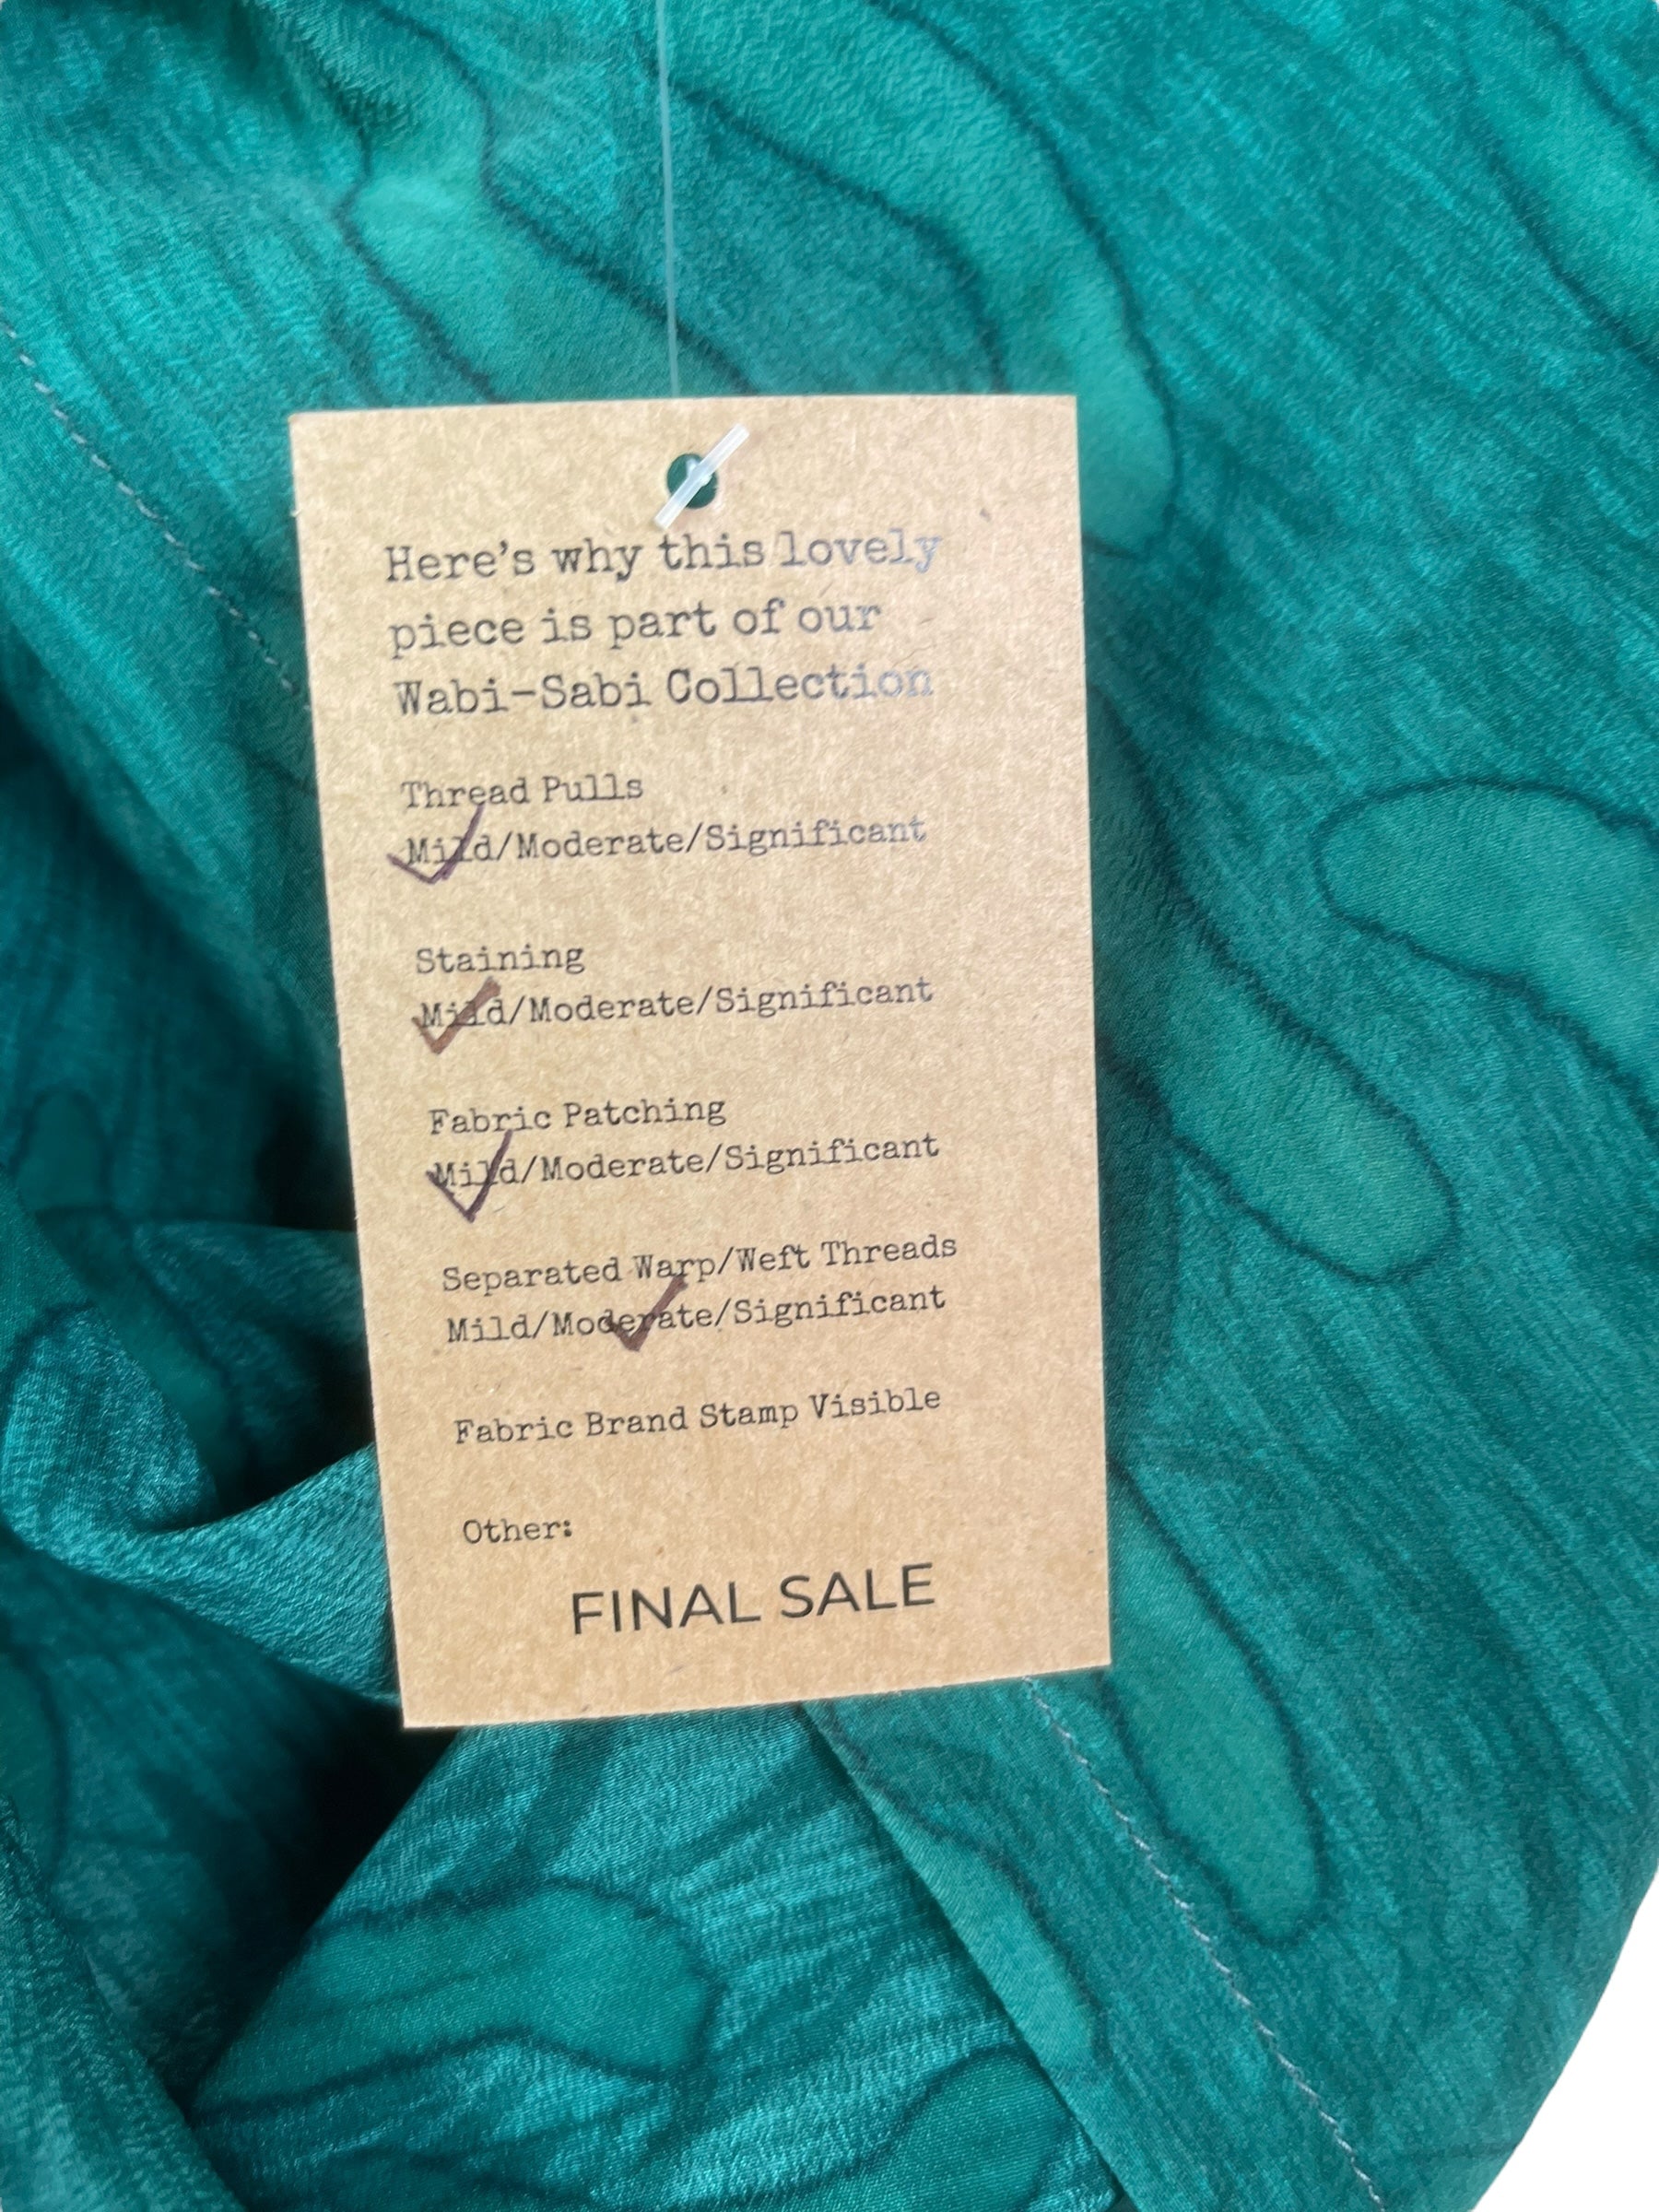 Here's why this lovely
piece is part of our
Wabi-Sabi Collection
Thread Pulls
Mild/Moderate/Significant
Staining
Mild/Moderate/Significant
Fabric Patching
Mild/Moderate/Significant
Separated Warp/Weft Threads
Mild/Moderate/Significant
Fabric Brand Stamp Visible
Other:
FINAL SALE